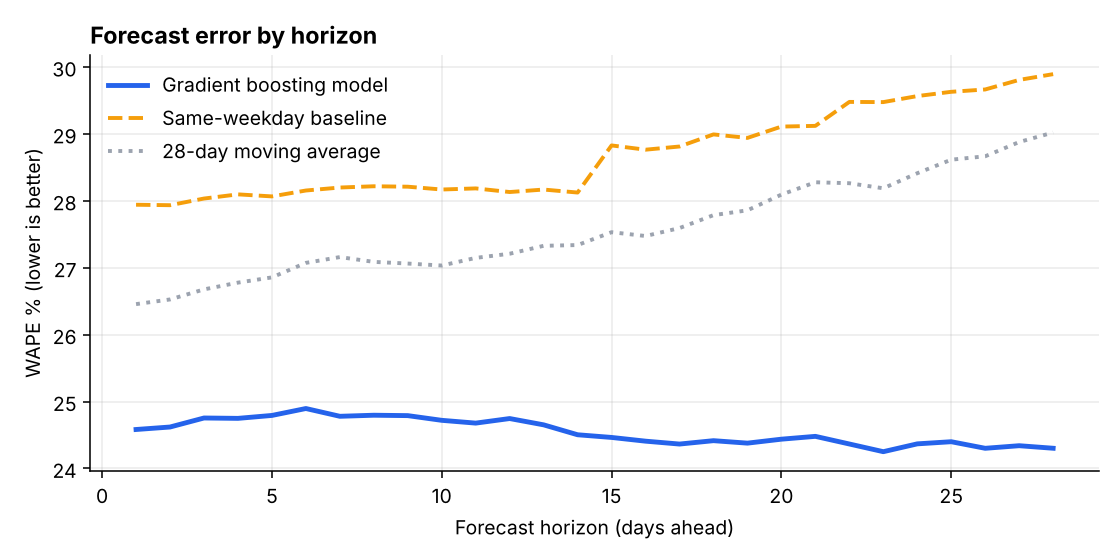 Forecast error by horizon
WAPE % (lower is better)
30
29
28
27
26
25
24
Gradient boosting model
Same-weekday baseline
28-day moving average
0 5 10 15 20 25
Forecast horizon (days ahead)